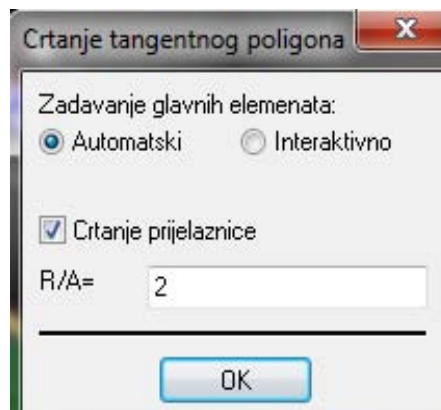 Crtanje tangentnog poligona
Zadavanje glavnih elemenata:
Automatski Interaktivno
Crtanje prijelaznice
R/A= 2
OK